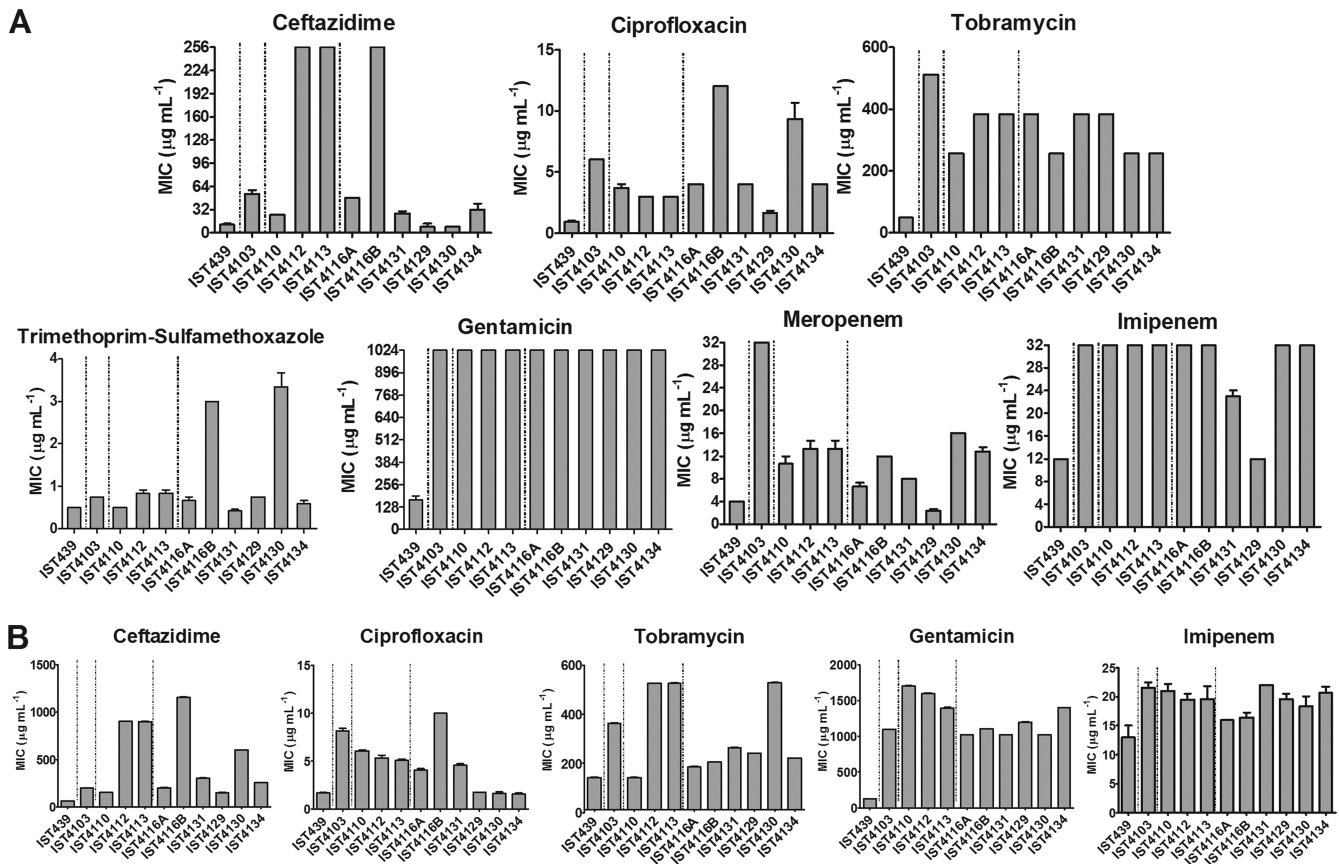 A
Ceftazidime
MIC (µg mL⁻¹)
256
224
192
160
128
96
64
32
0
IST439
IST4103
IST4110
IST4112
IST4113
IST4116A
IST4116B
IST4131
IST4129
IST4130
IST4134
Ciprofloxacin
MIC (µg mL⁻¹)
15
10
5
0
IST439
IST4103
IST4110
IST4112
IST4113
IST4116A
IST4116B
IST4131
IST4129
IST4130
IST4134
Tobramycin
MIC (µg mL⁻¹)
600
400
200
0
IST439
IST4103
IST4110
IST4112
IST4113
IST4116A
IST4116B
IST4131
IST4129
IST4130
IST4134
Trimethoprim-Sulfamethoxazole
MIC (µg mL⁻¹)
4
3
2
1
0
IST439
IST4103
IST4110
IST4112
IST4113
IST4116A
IST4116B
IST4131
IST4129
IST4130
IST4134
Gentamicin
MIC (µg mL⁻¹)
1024
896
768
640
512
384
256
128
0
IST439
IST4103
IST4110
IST4112
IST4113
IST4116A
IST4116B
IST4131
IST4129
IST4130
IST4134
Meropenem
MIC (µg mL⁻¹)
32
28
24
20
16
12
8
4
0
IST439
IST4103
IST4110
IST4112
IST4113
IST4116A
IST4116B
IST4131
IST4129
IST4130
IST4134
Imipenem
MIC (µg mL⁻¹)
32
28
24
20
16
12
8
4
0
IST439
IST4103
IST4110
IST4112
IST4113
IST4116A
IST4116B
IST4131
IST4129
IST4130
IST4134
B
Ceftazidime
MIC (µg mL⁻¹)
1500
1000
500
0
IST439
IST4103
IST4110
IST4112
IST4113
IST4116A
IST4116B
IST4131
IST4129
IST4130
IST4134
Ciprofloxacin
MIC (µg mL⁻¹)
15
10
5
0
IST439
IST4103
IST4110
IST4112
IST4113
IST4116A
IST4116B
IST4131
IST4129
IST4130
IST4134
Tobramycin
MIC (µg mL⁻¹)
600
400
200
0
IST439
IST4103
IST4110
IST4112
IST4113
IST4116A
IST4116B
IST4131
IST4129
IST4130
IST4134
Gentamicin
MIC (µg mL⁻¹)
2000
1500
1000
500
0
IST439
IST4103
IST4110
IST4112
IST4113
IST4116A
IST4116B
IST4131
IST4129
IST4130
IST4134
Imipenem
MIC (µg mL⁻¹)
25
20
15
10
5
0
IST439
IST4103
IST4110
IST4112
IST4113
IST4116A
IST4116B
IST4131
IST4129
IST4130
IST4134